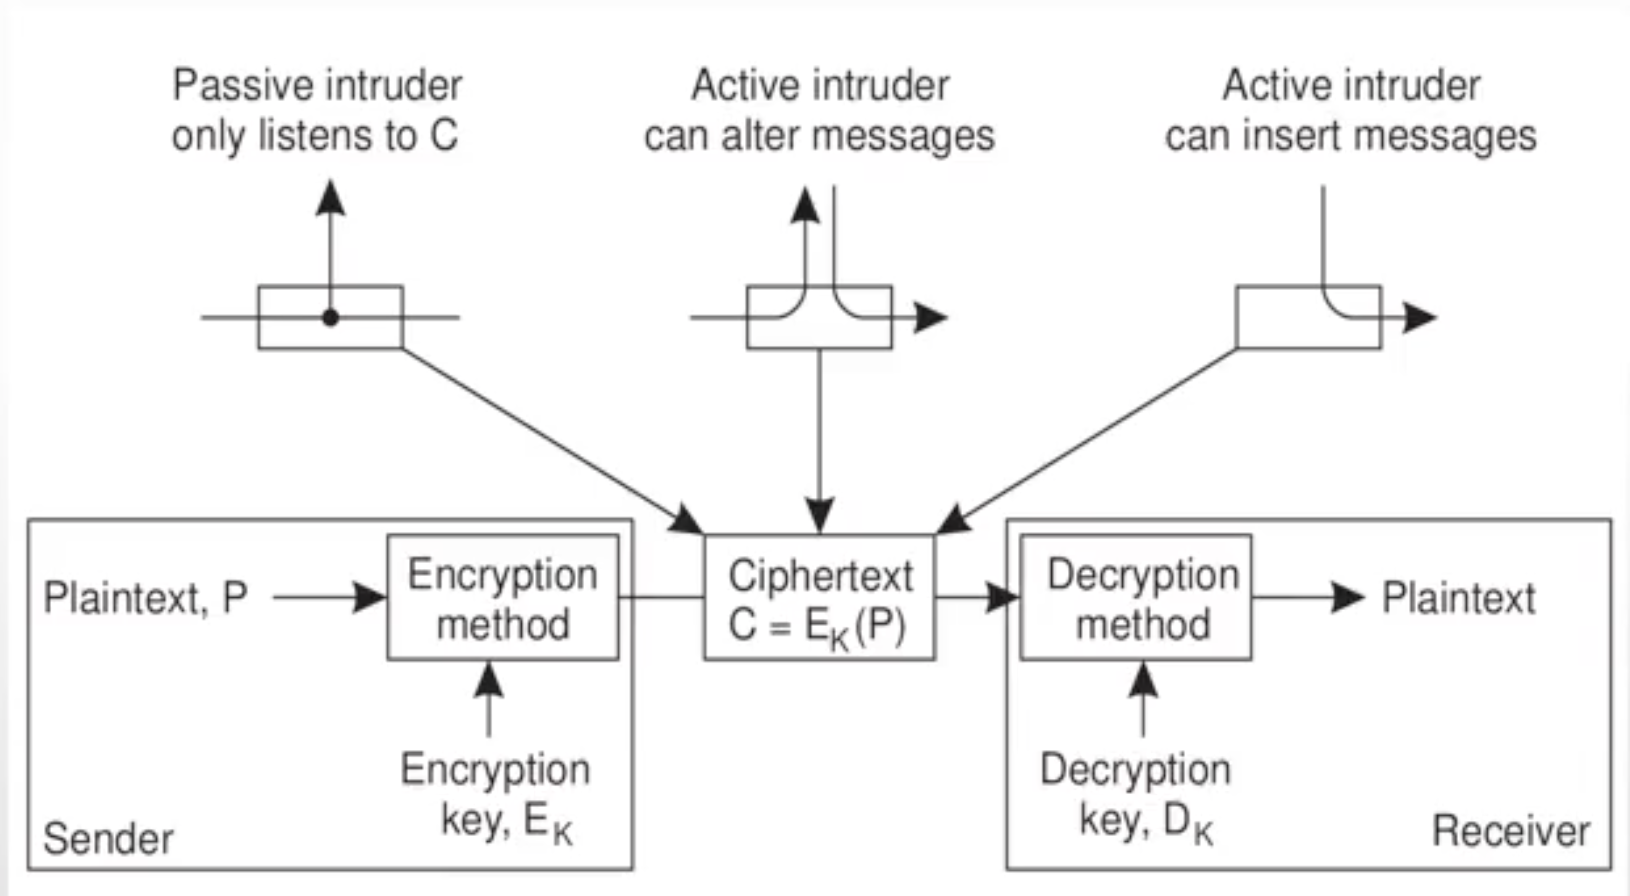 Passive intruder
only listens to C
Active intruder
can alter messages
Active intruder
can insert messages
Plaintext, P
Encryption
method
Ciphertext
C = E_K(P)
Decryption
method
Plaintext
Encryption
key, E_K
Decryption
key, D_K
Sender
Receiver